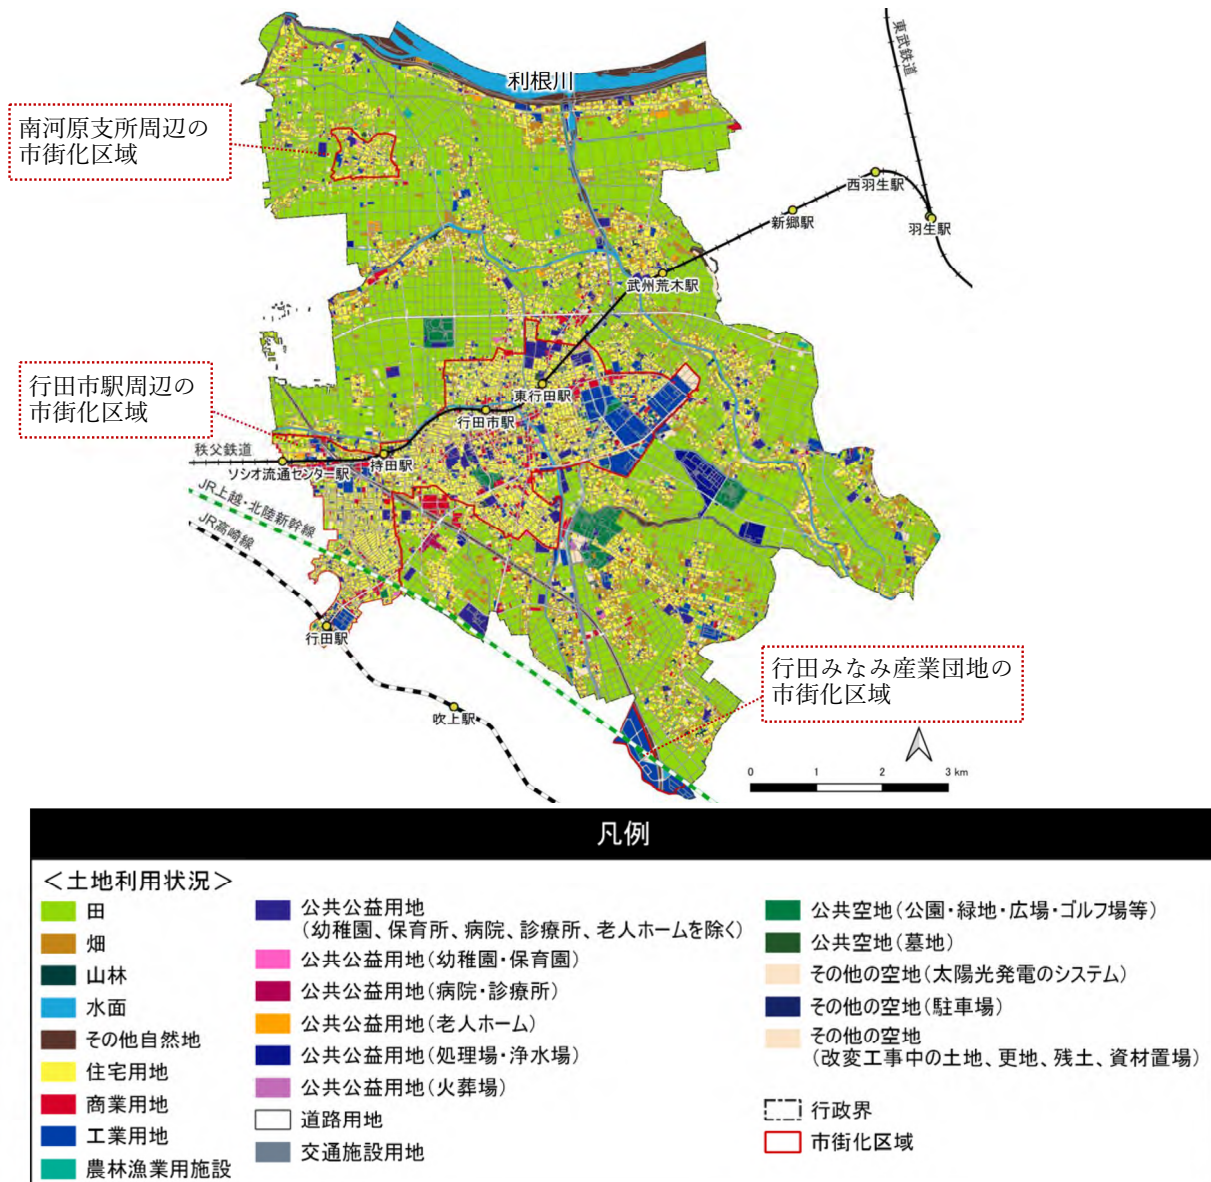 利根川
東武鉄道
南河原支所周辺の
市街化区域
西羽生駅
新郷駅
羽生駅
武州荒木駅
行田市駅周辺の
市街化区域
東行田駅
行田市駅
秩父鉄道
持田駅
ソシオ流通センター駅
JR上越・北陸新幹線
JR高崎線
行田駅
行田みなみ産業団地の
市街化区域
吹上駅
0 1 2 3 km
凡例
＜土地利用状況＞
田
畑
山林
水面
その他自然地
住宅用地
商業用地
工業用地
農林漁業用施設
公共公益用地
(幼稚園、保育所、病院、診療所、老人ホームを除く)
公共公益用地(幼稚園・保育園)
公共公益用地(病院・診療所)
公共公益用地(老人ホーム)
公共公益用地(処理場・浄水場)
公共公益用地(火葬場)
道路用地
交通施設用地
公共空地(公園・緑地・広場・ゴルフ場等)
公共空地(墓地)
その他の空地(太陽光発電のシステム)
その他の空地(駐車場)
その他の空地
(改変工事中の土地、更地、残土、資材置場)
行政界
市街化区域